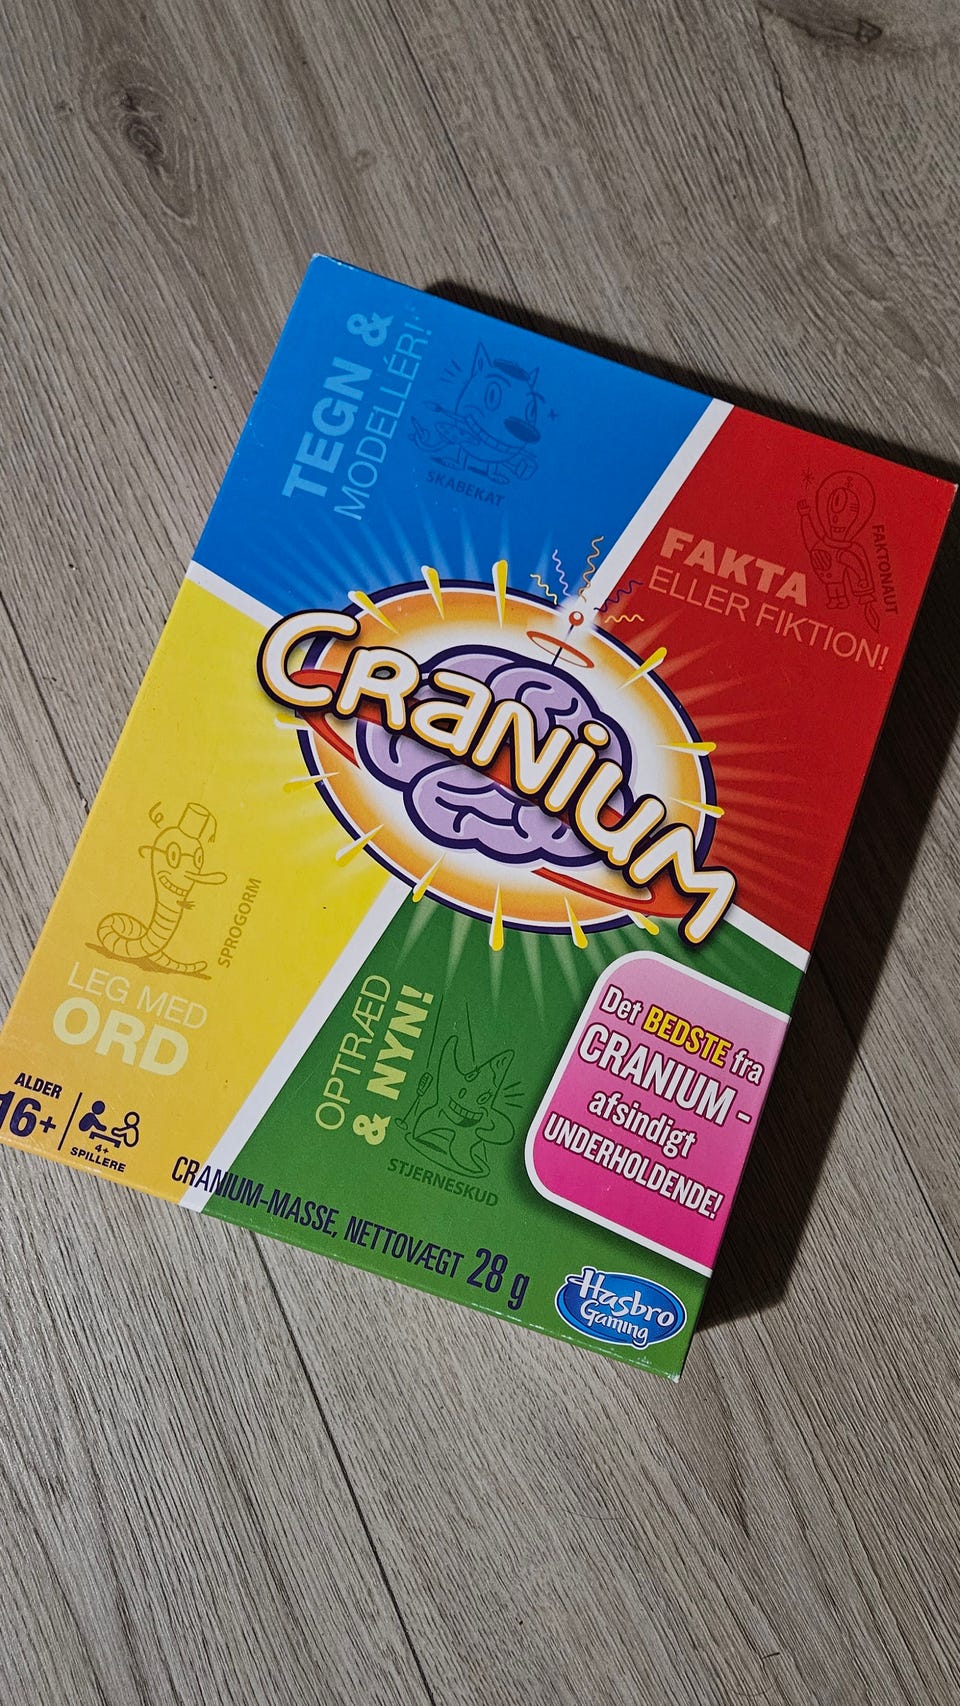 TEGN &
MODELLÉR!
SKABEKAT
FAKTA
ELLER FIKTION!
FAKTONAUT
CRANIUM
SPROGORM
LEG MED
ORD
OPTRÆD
& NYN!
STJERNESKUD
Det BEDSTE fra
CRANIUM -
afsindigt
UNDERHOLDENDE!
ALDER
16+
4+
SPILLERE
CRANIUM-MASSE, NETTOVÆGT 28 g
Hasbro
Gaming